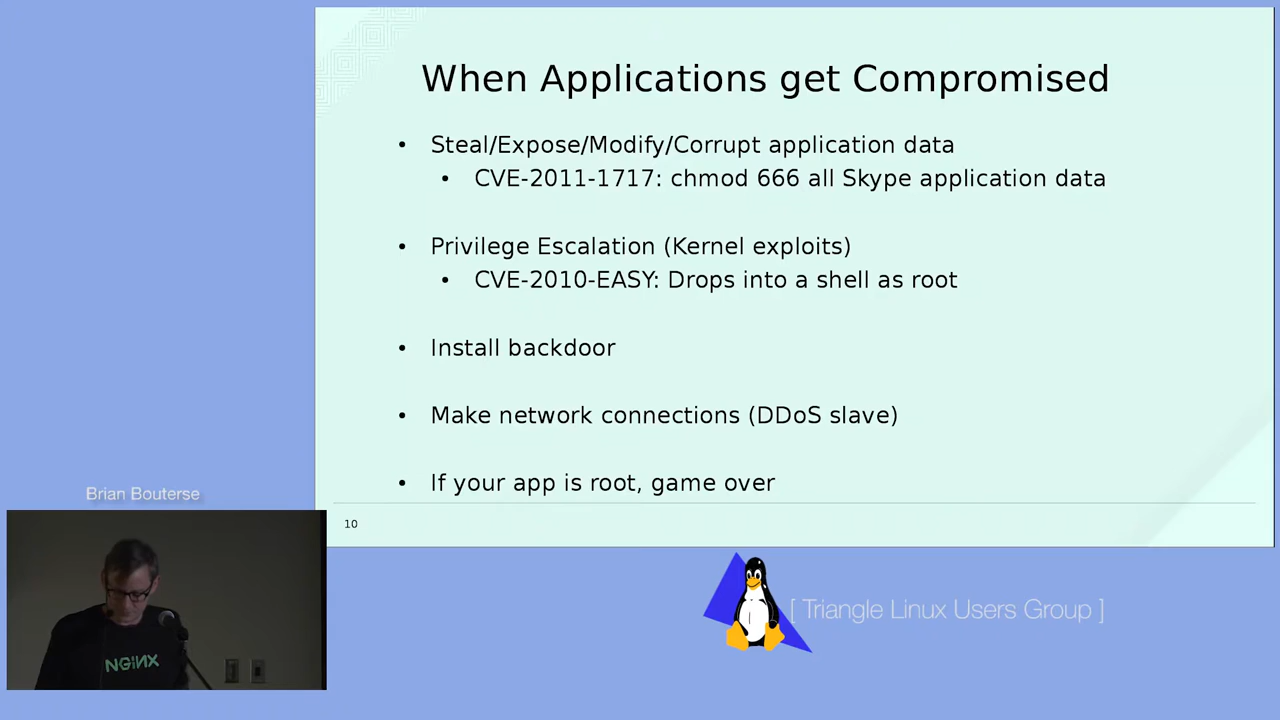 When Applications get Compromised
• Steal/Expose/Modify/Corrupt application data
• CVE-2011-1717: chmod 666 all Skype application data
• Privilege Escalation (Kernel exploits)
• CVE-2010-EASY: Drops into a shell as root
• Install backdoor
• Make network connections (DDoS slave)
• If your app is root, game over
10
Brian Bouterse
NGINX
[ Triangle Linux Users Group ]